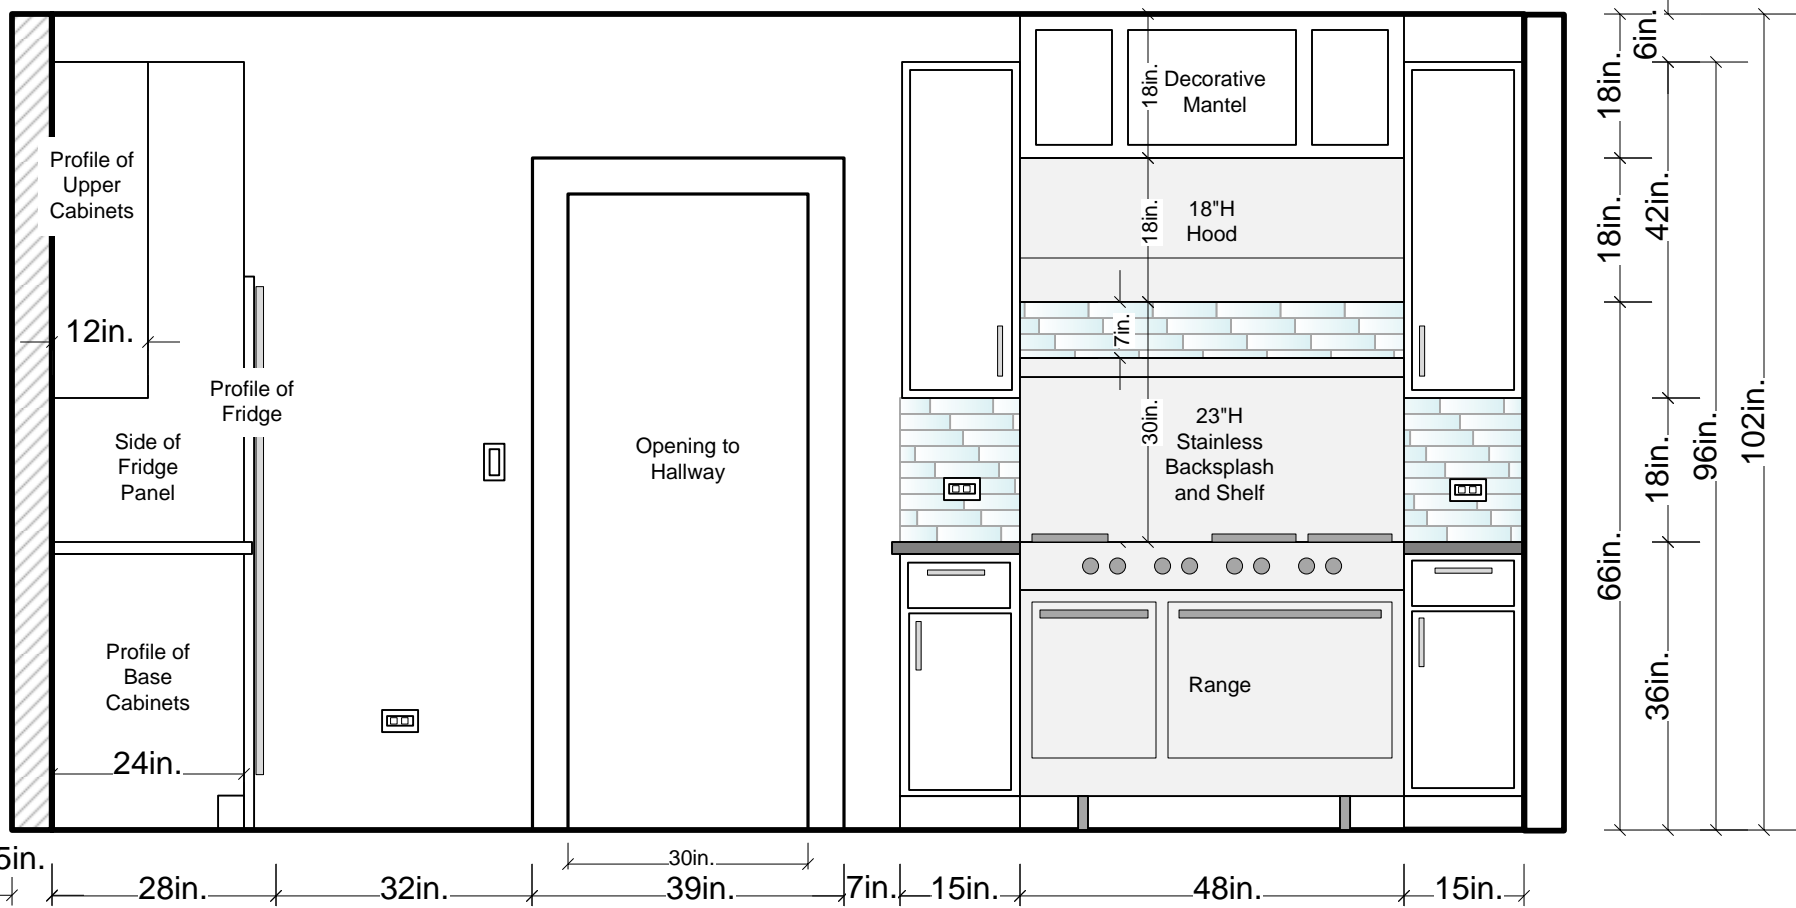 Profile of
Upper
Cabinets
12in.
Profile of
Fridge
Side of
Fridge
Panel
Profile of
Base
Cabinets
24in.
Opening to
Hallway
Decorative
Mantel
18in.
18"H
Hood
18in.
7in.
30in.
23"H
Stainless
Backsplash
and Shelf
Range
6in.
18in.
18in.
42in.
66in.
18in.
96in.
102in.
36in.
5in.
28in.
32in.
30in.
39in.
7in.
15in.
48in.
15in.